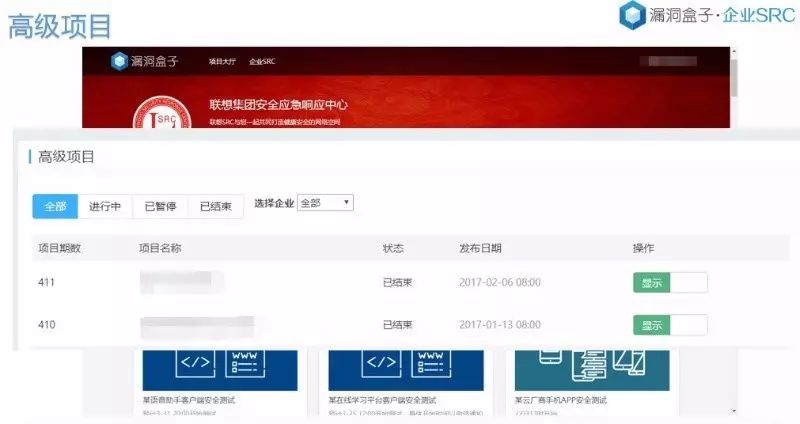 高级项目
漏洞盒子·企业SRC
漏洞盒子 项目大厅 企业SRC
联想集团安全应急响应中心
联想SRC与您一起共同打造健康安全的网络空间
SRC
高级项目
全部 进行中 已暂停 已结束 选择企业 全部
项目期数 项目名称 状态 发布日期 操作
411 已结束 2017-02-06 08:00 显示
410 已结束 2017-01-13 08:00 显示
</> WWW </> WWW
某语音助手客户端安全测试 某在线学习平台客户端安全测试 某云厂商手机APP安全测试